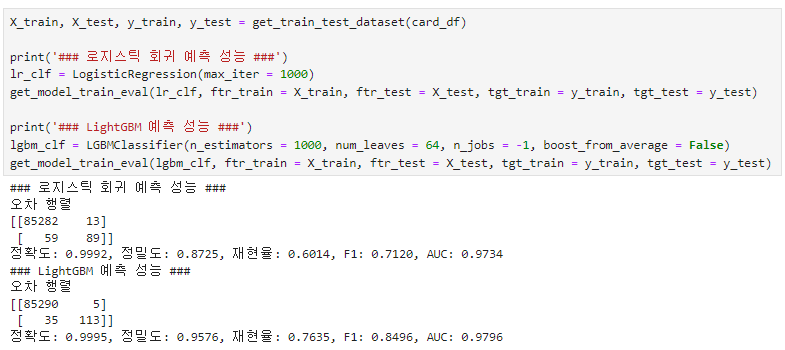 X_train, X_test, y_train, y_test = get_train_test_dataset(card_df)
print('### 로지스틱 회귀 예측 성능 ###')
lr_clf = LogisticRegression(max_iter = 1000)
get_model_train_eval(lr_clf, ftr_train = X_train, ftr_test = X_test, tgt_train = y_train, tgt_test = y_test)
print('### LightGBM 예측 성능 ###')
lgbm_clf = LGBMClassifier(n_estimators = 1000, num_leaves = 64, n_jobs = -1, boost_from_average = False)
get_model_train_eval(lgbm_clf, ftr_train = X_train, ftr_test = X_test, tgt_train = y_train, tgt_test = y_test)
### 로지스틱 회귀 예측 성능 ###
오차 행렬
[[85282    13]
 [   59    89]]
정확도: 0.9992, 정밀도: 0.8725, 재현율: 0.6014, F1: 0.7120, AUC: 0.9734
### LightGBM 예측 성능 ###
오차 행렬
[[85290     5]
 [   35   113]]
정확도: 0.9995, 정밀도: 0.9576, 재현율: 0.7635, F1: 0.8496, AUC: 0.9796